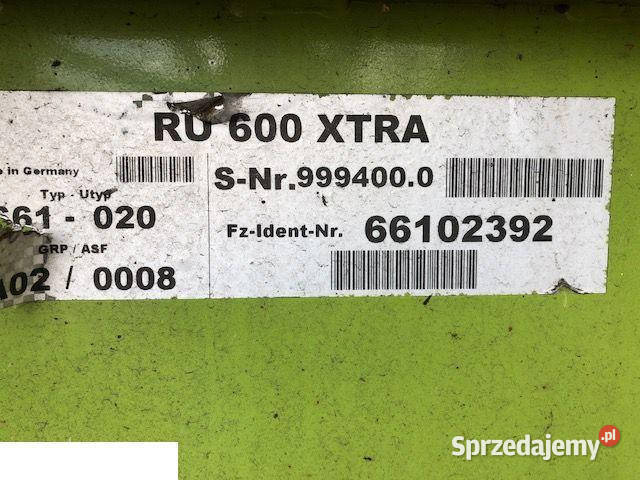 RU 600 XTRA
in Germany
S-Nr.999400.0
Typ - Utyp
661 - 020
Fz-Ident-Nr. 66102392
GRP / ASF
02 / 0008
Sprzedajemy.pl